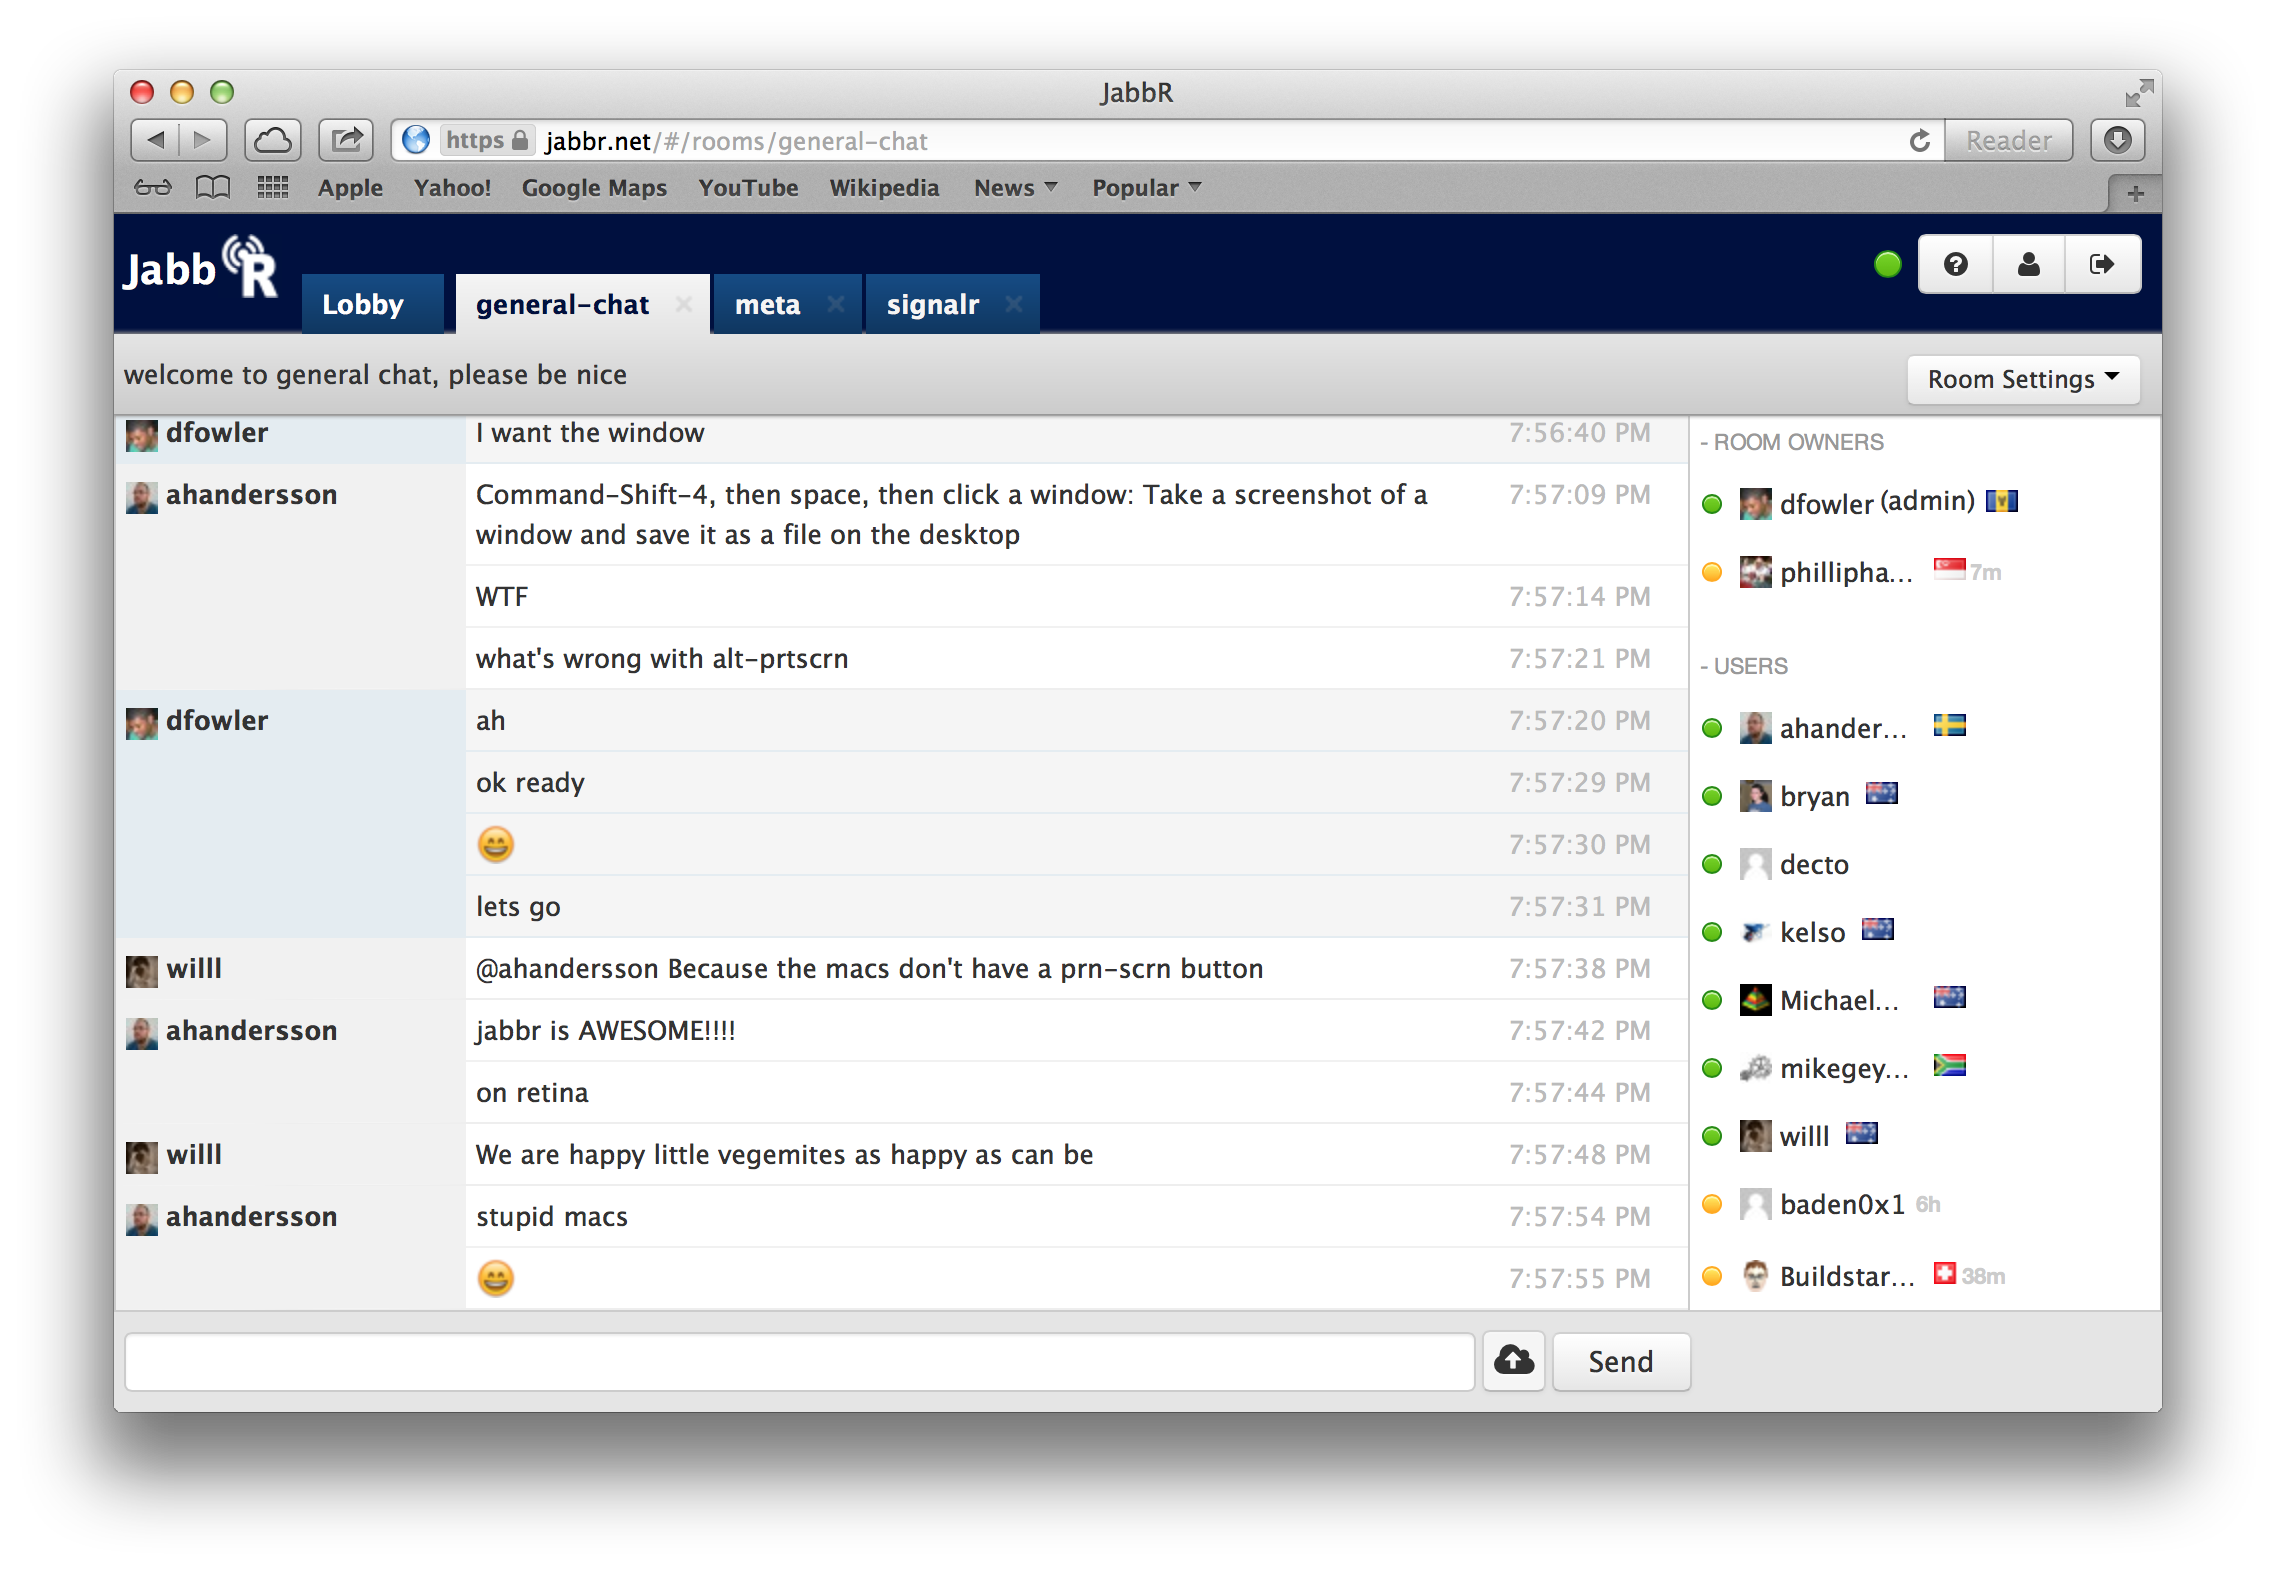 JabbR
https jabbr.net/#/rooms/general-chat
Reader
Apple Yahoo! Google Maps YouTube Wikipedia News Popular
JabbR
Lobby general-chat meta signalr
welcome to general chat, please be nice
Room Settings
dfowler I want the window 7:56:40 PM
ahandersson Command-Shift-4, then space, then click a window: Take a screenshot of a 7:57:09 PM
window and save it as a file on the desktop
WTF 7:57:14 PM
what's wrong with alt-prtscrn 7:57:21 PM
dfowler ah 7:57:20 PM
ok ready 7:57:29 PM
7:57:30 PM
lets go 7:57:31 PM
willl @ahandersson Because the macs don't have a prn-scrn button 7:57:38 PM
ahandersson jabbr is AWESOME!!!! 7:57:42 PM
on retina 7:57:44 PM
willl We are happy little vegemites as happy as can be 7:57:48 PM
ahandersson stupid macs 7:57:54 PM
7:57:55 PM
- ROOM OWNERS
dfowler (admin)
phillipha... 7m
- USERS
ahander...
bryan
decto
kelso
Michael...
mikegey...
willl
baden0x1 6h
Buildstar... 38m
Send